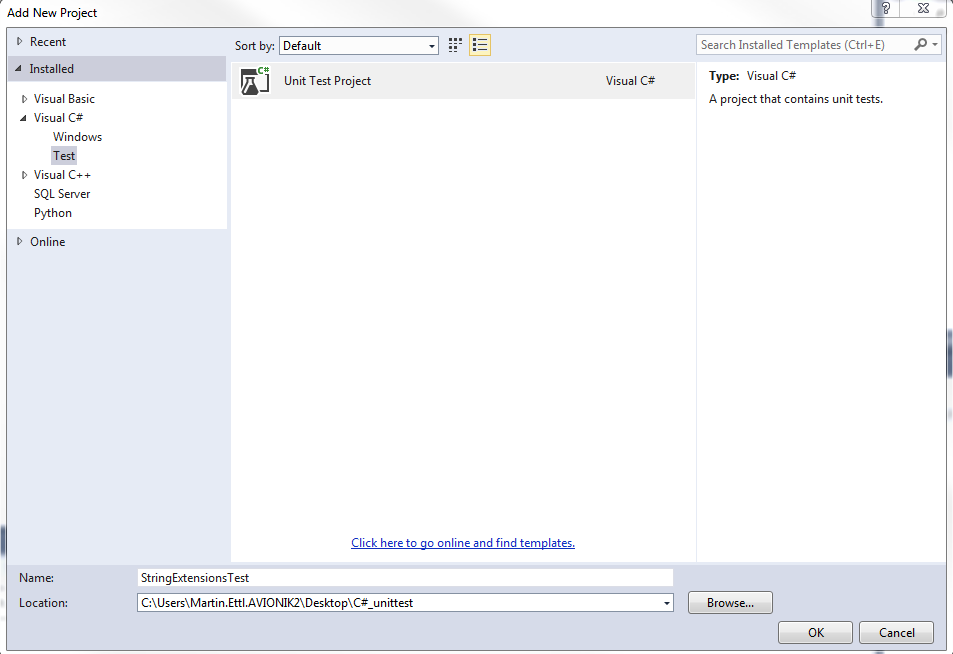 Add New Project
?
Recent
Sort by: Default
Search Installed Templates (Ctrl+E)
Installed
C#
Unit Test Project Visual C#
Type: Visual C#
A project that contains unit tests.
Visual Basic
Visual C#
Windows
Test
Visual C++
SQL Server
Python
Online
Click here to go online and find templates.
Name: StringExtensionsTest
Location: C:\Users\Martin.Ettl.AVIONIK2\Desktop\C#_unittest
Browse...
OK Cancel